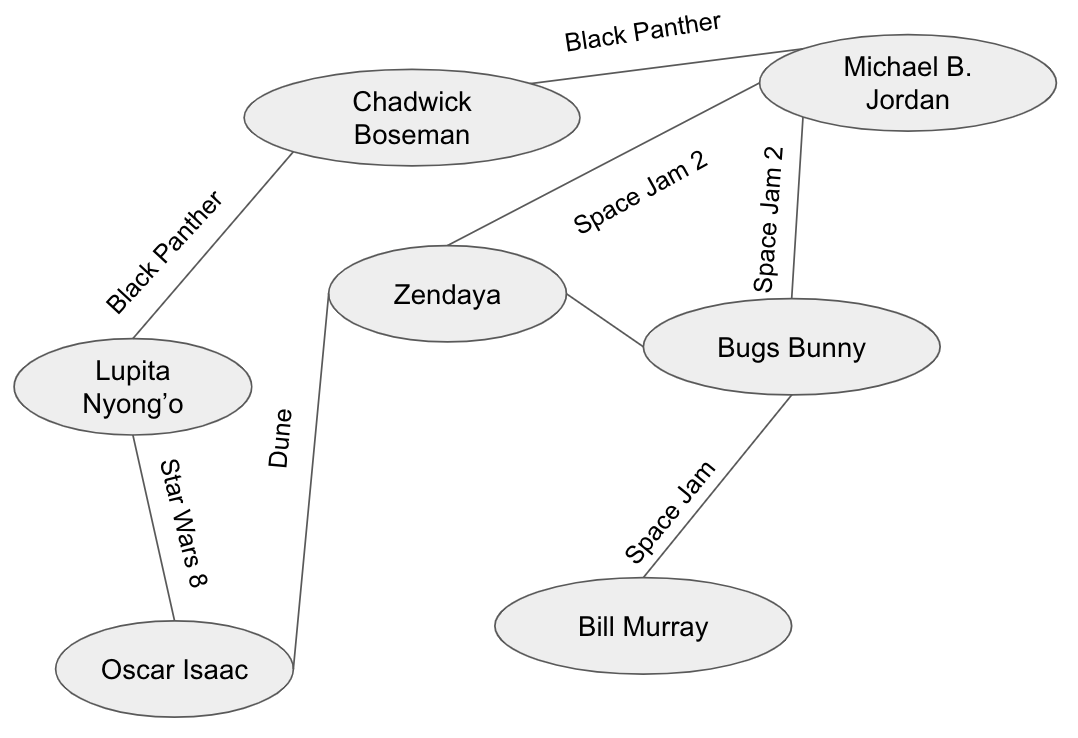 Black Panther
Michael B.
Jordan
Chadwick
Boseman
Space Jam 2
Space Jam 2
Black Panther
Zendaya
Bugs Bunny
Lupita
Nyong’o
Dune
Star Wars 8
Space Jam
Bill Murray
Oscar Isaac